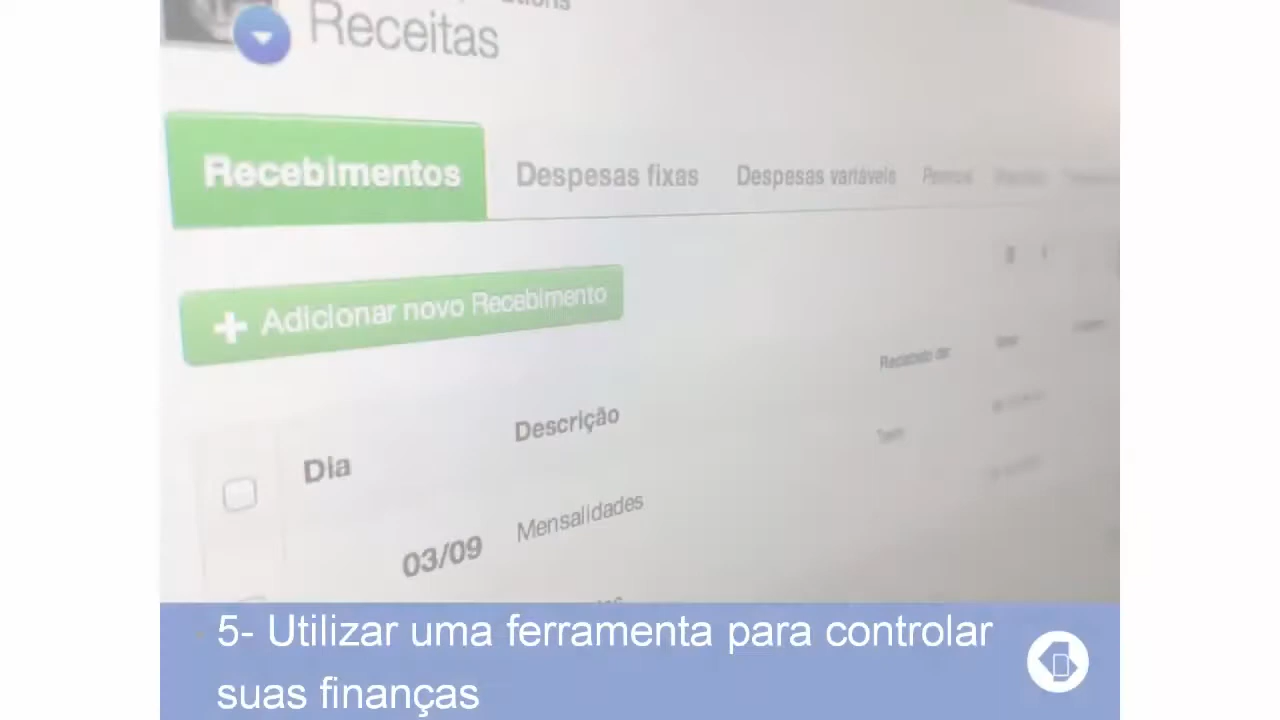 Receitas
Recebimentos Despesas fixas Despesas variáveis
Adicionar novo Recebimento
Dia Descrição
03/09 Mensalidades
5- Utilizar uma ferramenta para controlar
suas finanças